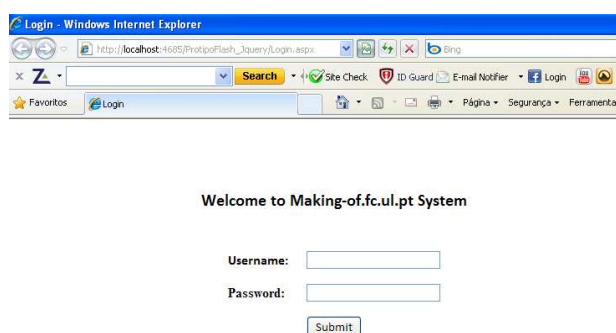 Login - Windows Internet Explorer
http://localhost:4685/ProtipoFlash_Jquery/Login.aspx Bing
Search Site Check ID Guard E-mail Notifier Login
Favoritos Login Página Segurança Ferramenta
Welcome to Making-of.fc.ul.pt System
Username:
Password:
Submit